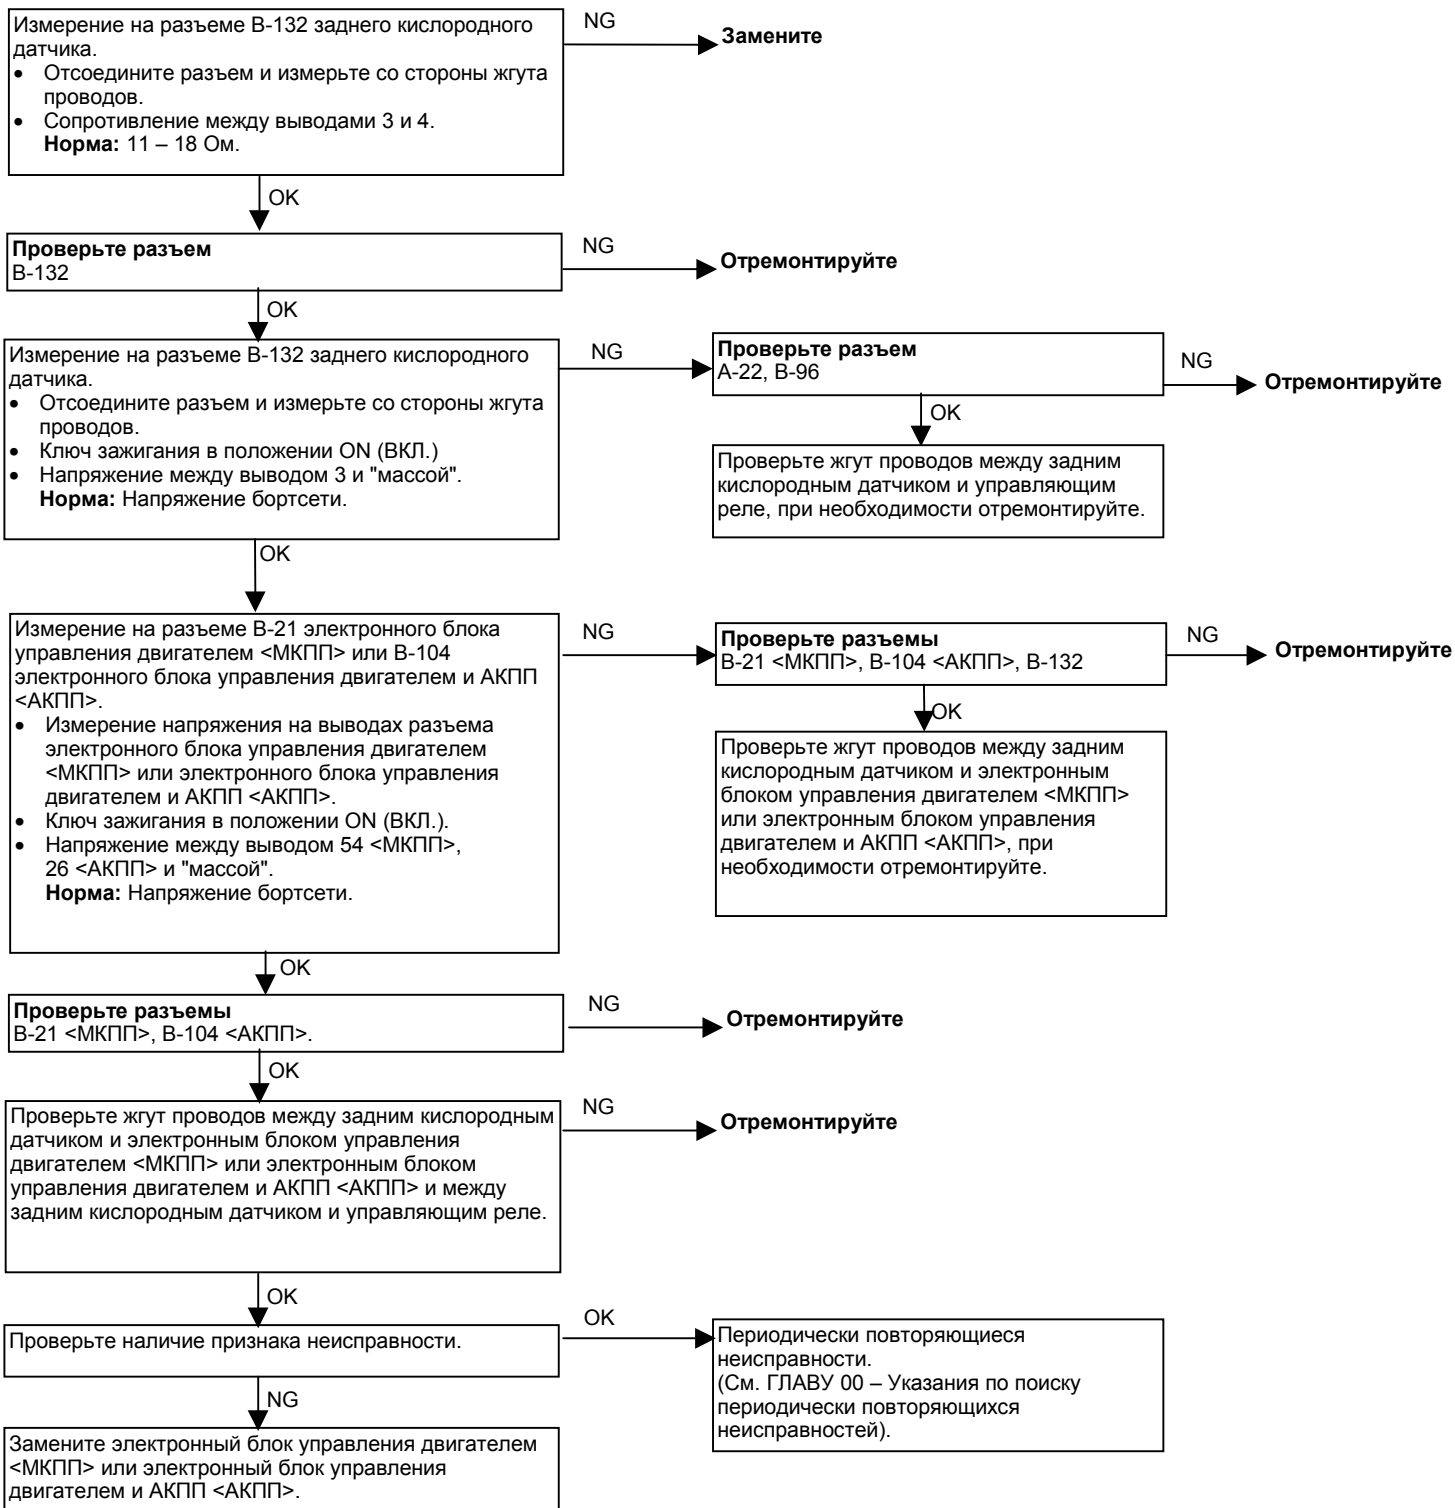 Измерение на разъеме B-132 заднего кислородного
датчика.
• Отсоедините разъем и измерьте со стороны жгута
проводов.
• Сопротивление между выводами 3 и 4.
Норма: 11 – 18 Ом.
NG
Замените
OK
Проверьте разъем
B-132
NG
Отремонтируйте
OK
Измерение на разъеме B-132 заднего кислородного
датчика.
• Отсоедините разъем и измерьте со стороны жгута
проводов.
• Ключ зажигания в положении ON (ВКЛ.)
• Напряжение между выводом 3 и "массой".
Норма: Напряжение бортсети.
NG
Проверьте разъем
A-22, B-96
NG
Отремонтируйте
OK
Проверьте жгут проводов между задним
кислородным датчиком и управляющим
реле, при необходимости отремонтируйте.
OK
Измерение на разъеме B-21 электронного блока
управления двигателем <МКПП> или B-104
электронного блока управления двигателем и АКПП
<АКПП>.
• Измерение напряжения на выводах разъема
электронного блока управления двигателем
<МКПП> или электронного блока управления
двигателем и АКПП <АКПП>.
• Ключ зажигания в положении ON (ВКЛ.).
• Напряжение между выводом 54 <МКПП>,
26 <АКПП> и "массой".
Норма: Напряжение бортсети.
NG
Проверьте разъемы
B-21 <МКПП>, B-104 <АКПП>, B-132
NG
Отремонтируйте
OK
Проверьте жгут проводов между задним
кислородным датчиком и электронным
блоком управления двигателем <МКПП>
или электронным блоком управления
двигателем и АКПП <АКПП>, при
необходимости отремонтируйте.
OK
Проверьте разъемы
B-21 <МКПП>, B-104 <АКПП>.
NG
Отремонтируйте
OK
Проверьте жгут проводов между задним кислородным
датчиком и электронным блоком управления
двигателем <МКПП> или электронным блоком
управления двигателем и АКПП <АКПП> и между
задним кислородным датчиком и управляющим реле.
NG
Отремонтируйте
OK
Проверьте наличие признака неисправности.
OK
Периодически повторяющиеся
неисправности.
(См. ГЛАВУ 00 – Указания по поиску
периодически повторяющихся
неисправностей).
NG
Замените электронный блок управления двигателем
<МКПП> или электронный блок управления
двигателем и АКПП <АКПП>.